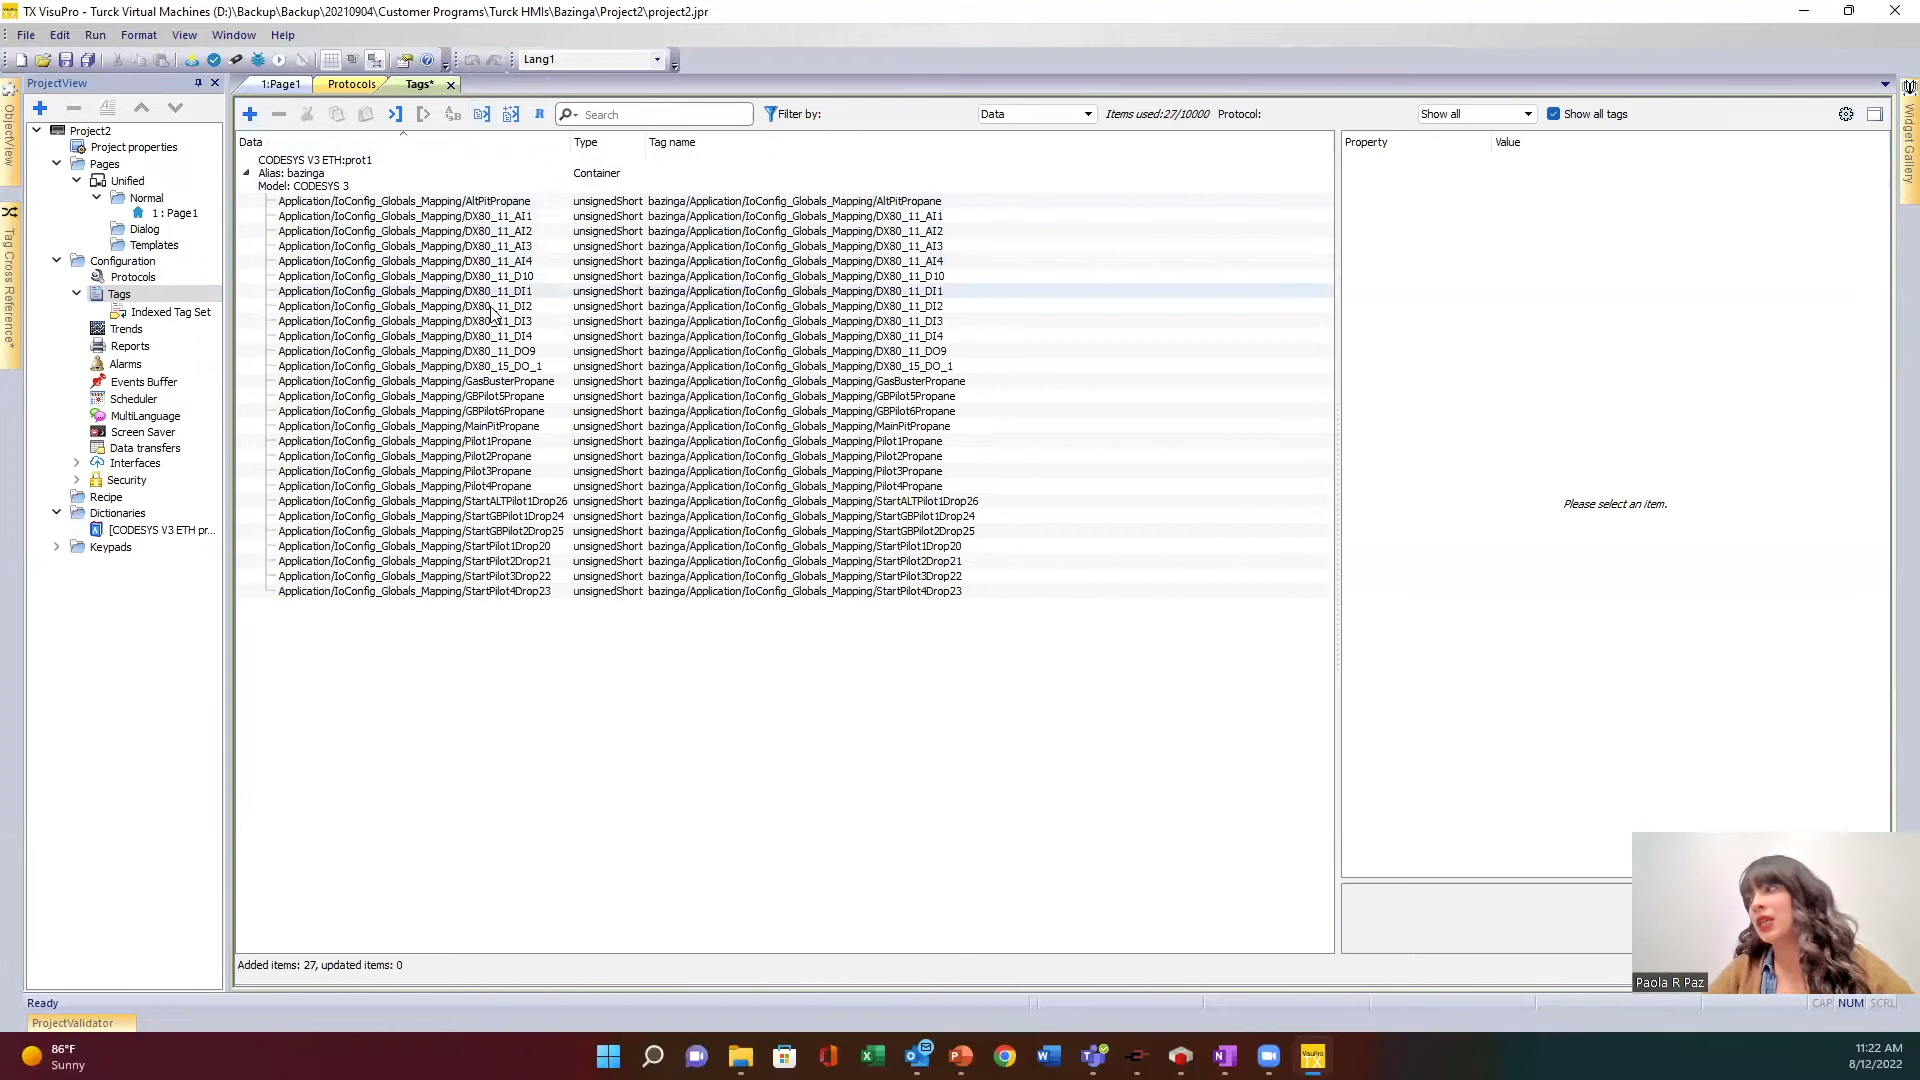 TX VisuPro - Turck Virtual Machines (D:)\Backup\Backup\20210904\Customer Programs\Turck HMIs\Bazinga\Project2\project2.jpr
File Edit Run Format View Window Help
Lang1
ProjectView
1:Page1 Protocols Tags*
Search Filter by: Data Items used:27/10000 Protocol: Show all Show all tags
ObjectView
Tag Cross Reference*
Widget Gallery
Project2
Project properties
Pages
Unified
Normal
1 : Page1
Dialog
Templates
Configuration
Protocols
Tags
Indexed Tag Set
Trends
Reports
Alarms
Events Buffer
Scheduler
MultiLanguage
Screen Saver
Data transfers
Interfaces
Security
Recipe
Dictionaries
[CODESYS V3 ETH pr...
Keypads
Data Type Tag name
CODESYS V3 ETH:prot1
Alias: bazinga Container
Model: CODESYS 3
Application/IoConfig_Globals_Mapping/AltPitPropane unsignedShort bazinga/Application/IoConfig_Globals_Mapping/AltPitPropane
Application/IoConfig_Globals_Mapping/DX80_11_AI1 unsignedShort bazinga/Application/IoConfig_Globals_Mapping/DX80_11_AI1
Application/IoConfig_Globals_Mapping/DX80_11_AI2 unsignedShort bazinga/Application/IoConfig_Globals_Mapping/DX80_11_AI2
Application/IoConfig_Globals_Mapping/DX80_11_AI3 unsignedShort bazinga/Application/IoConfig_Globals_Mapping/DX80_11_AI3
Application/IoConfig_Globals_Mapping/DX80_11_AI4 unsignedShort bazinga/Application/IoConfig_Globals_Mapping/DX80_11_AI4
Application/IoConfig_Globals_Mapping/DX80_11_D10 unsignedShort bazinga/Application/IoConfig_Globals_Mapping/DX80_11_D10
Application/IoConfig_Globals_Mapping/DX80_11_DI1 unsignedShort bazinga/Application/IoConfig_Globals_Mapping/DX80_11_DI1
Application/IoConfig_Globals_Mapping/DX80_11_DI2 unsignedShort bazinga/Application/IoConfig_Globals_Mapping/DX80_11_DI2
Application/IoConfig_Globals_Mapping/DX80_11_DI3 unsignedShort bazinga/Application/IoConfig_Globals_Mapping/DX80_11_DI3
Application/IoConfig_Globals_Mapping/DX80_11_DI4 unsignedShort bazinga/Application/IoConfig_Globals_Mapping/DX80_11_DI4
Application/IoConfig_Globals_Mapping/DX80_11_DO9 unsignedShort bazinga/Application/IoConfig_Globals_Mapping/DX80_11_DO9
Application/IoConfig_Globals_Mapping/DX80_15_DO_1 unsignedShort bazinga/Application/IoConfig_Globals_Mapping/DX80_15_DO_1
Application/IoConfig_Globals_Mapping/GasBusterPropane unsignedShort bazinga/Application/IoConfig_Globals_Mapping/GasBusterPropane
Application/IoConfig_Globals_Mapping/GBPilot5Propane unsignedShort bazinga/Application/IoConfig_Globals_Mapping/GBPilot5Propane
Application/IoConfig_Globals_Mapping/GBPilot6Propane unsignedShort bazinga/Application/IoConfig_Globals_Mapping/GBPilot6Propane
Application/IoConfig_Globals_Mapping/MainPitPropane unsignedShort bazinga/Application/IoConfig_Globals_Mapping/MainPitPropane
Application/IoConfig_Globals_Mapping/Pilot1Propane unsignedShort bazinga/Application/IoConfig_Globals_Mapping/Pilot1Propane
Application/IoConfig_Globals_Mapping/Pilot2Propane unsignedShort bazinga/Application/IoConfig_Globals_Mapping/Pilot2Propane
Application/IoConfig_Globals_Mapping/Pilot3Propane unsignedShort bazinga/Application/IoConfig_Globals_Mapping/Pilot3Propane
Application/IoConfig_Globals_Mapping/Pilot4Propane unsignedShort bazinga/Application/IoConfig_Globals_Mapping/Pilot4Propane
Application/IoConfig_Globals_Mapping/StartALTPilot1Drop26 unsignedShort bazinga/Application/IoConfig_Globals_Mapping/StartALTPilot1Drop26
Application/IoConfig_Globals_Mapping/StartGBPilot1Drop24 unsignedShort bazinga/Application/IoConfig_Globals_Mapping/StartGBPilot1Drop24
Application/IoConfig_Globals_Mapping/StartGBPilot2Drop25 unsignedShort bazinga/Application/IoConfig_Globals_Mapping/StartGBPilot2Drop25
Application/IoConfig_Globals_Mapping/StartPilot1Drop20 unsignedShort bazinga/Application/IoConfig_Globals_Mapping/StartPilot1Drop20
Application/IoConfig_Globals_Mapping/StartPilot2Drop21 unsignedShort bazinga/Application/IoConfig_Globals_Mapping/StartPilot2Drop21
Application/IoConfig_Globals_Mapping/StartPilot3Drop22 unsignedShort bazinga/Application/IoConfig_Globals_Mapping/StartPilot3Drop22
Application/IoConfig_Globals_Mapping/StartPilot4Drop23 unsignedShort bazinga/Application/IoConfig_Globals_Mapping/StartPilot4Drop23
Property Value
Please select an item.
Added items: 27, updated items: 0
Paola R Paz
Ready
CAP NUM SCRL
ProjectValidator
86°F
Sunny
VisuPro
TX
11:22 AM
8/12/2022